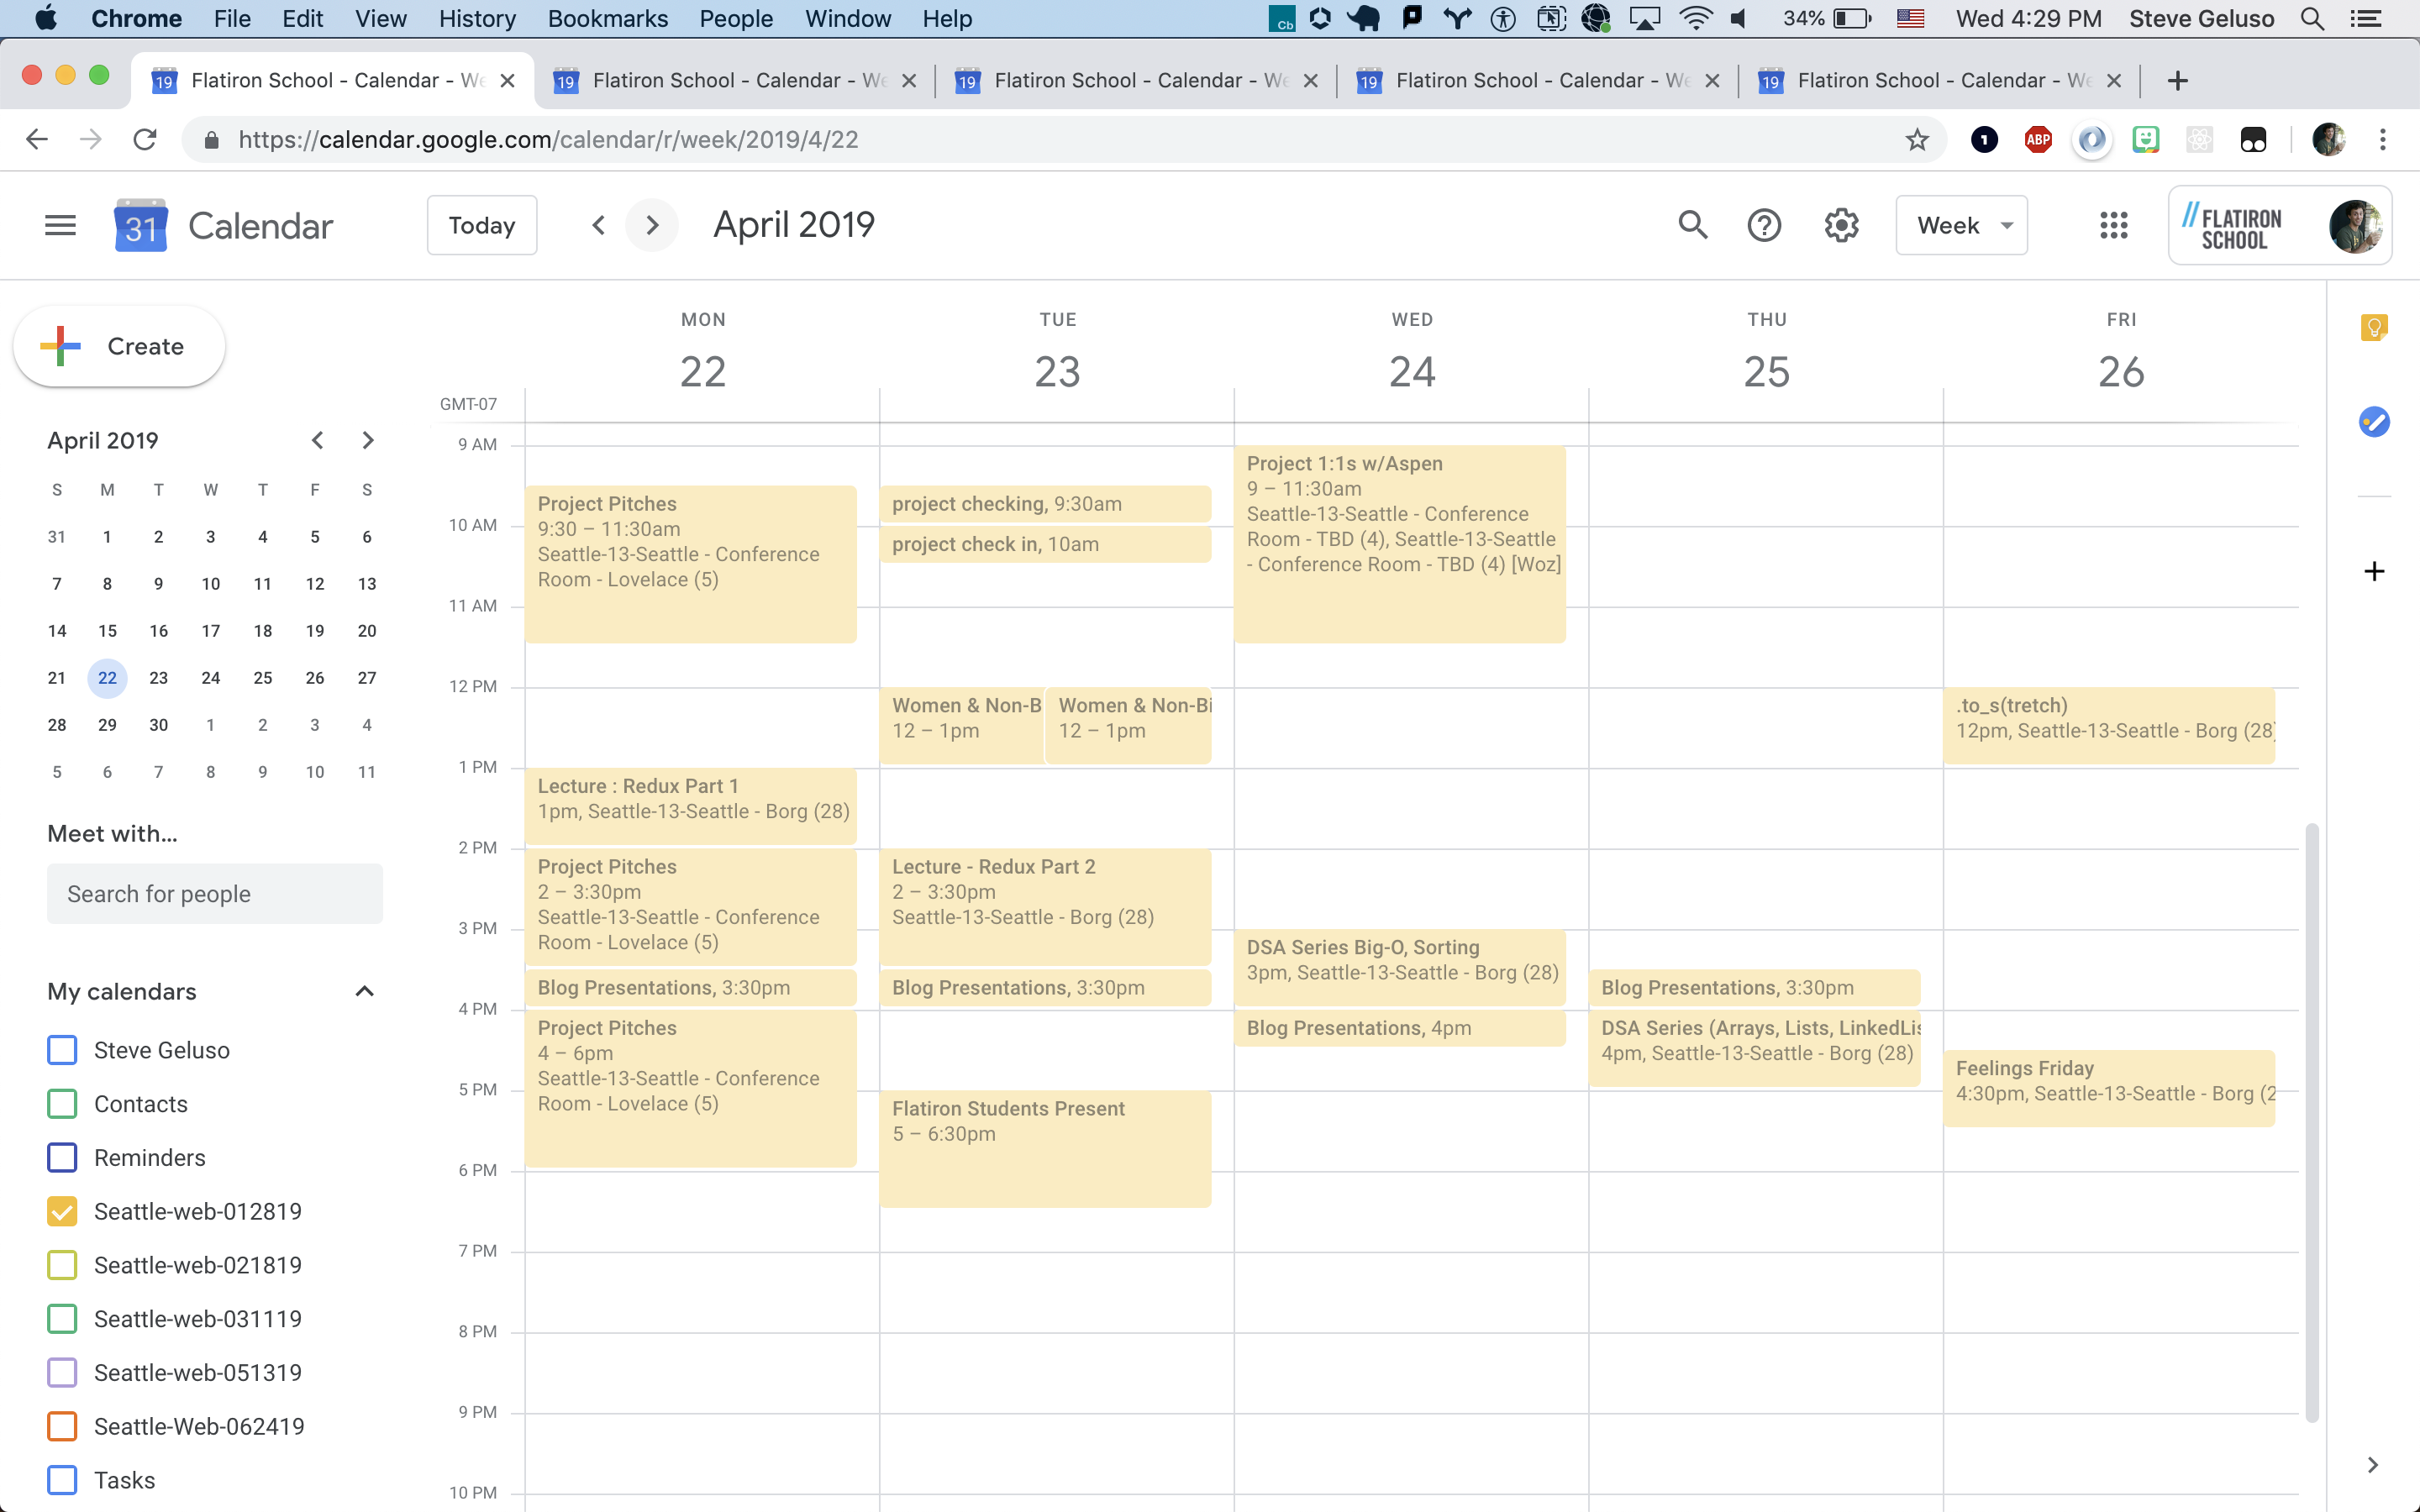 Chrome File Edit View History Bookmarks People Window Help
Cb 34% Wed 4:29 PM Steve Geluso
19 Flatiron School - Calendar - We
19 Flatiron School - Calendar - We
19 Flatiron School - Calendar - We
19 Flatiron School - Calendar - We
19 Flatiron School - Calendar - We
https://calendar.google.com/calendar/r/week/2019/4/22
1 ABP
31 Calendar Today April 2019 Week
FLATIRON
SCHOOL
Create
April 2019
S M T W T F S
31 1 2 3 4 5 6
7 8 9 10 11 12 13
14 15 16 17 18 19 20
21 22 23 24 25 26 27
28 29 30 1 2 3 4
5 6 7 8 9 10 11
Meet with...
Search for people
My calendars
Steve Geluso
Contacts
Reminders
Seattle-web-012819
Seattle-web-021819
Seattle-web-031119
Seattle-web-051319
Seattle-Web-062419
Tasks
GMT-07
9 AM
10 AM
11 AM
12 PM
1 PM
2 PM
3 PM
4 PM
5 PM
6 PM
7 PM
8 PM
9 PM
10 PM
MON
22
Project Pitches
9:30 – 11:30am
Seattle-13-Seattle - Conference
Room - Lovelace (5)
Lecture : Redux Part 1
1pm, Seattle-13-Seattle - Borg (28)
Project Pitches
2 – 3:30pm
Seattle-13-Seattle - Conference
Room - Lovelace (5)
Blog Presentations, 3:30pm
Project Pitches
4 – 6pm
Seattle-13-Seattle - Conference
Room - Lovelace (5)
TUE
23
project checking, 9:30am
project check in, 10am
Women & Non-B
12 – 1pm
Women & Non-Bi
12 – 1pm
Lecture - Redux Part 2
2 – 3:30pm
Seattle-13-Seattle - Borg (28)
Blog Presentations, 3:30pm
Flatiron Students Present
5 – 6:30pm
WED
24
Project 1:1s w/Aspen
9 – 11:30am
Seattle-13-Seattle - Conference
Room - TBD (4), Seattle-13-Seattle
- Conference Room - TBD (4) [Woz]
DSA Series Big-O, Sorting
3pm, Seattle-13-Seattle - Borg (28)
Blog Presentations, 4pm
THU
25
Blog Presentations, 3:30pm
DSA Series (Arrays, Lists, LinkedLis
4pm, Seattle-13-Seattle - Borg (28)
FRI
26
.to_s(tretch)
12pm, Seattle-13-Seattle - Borg (28)
Feelings Friday
4:30pm, Seattle-13-Seattle - Borg (2